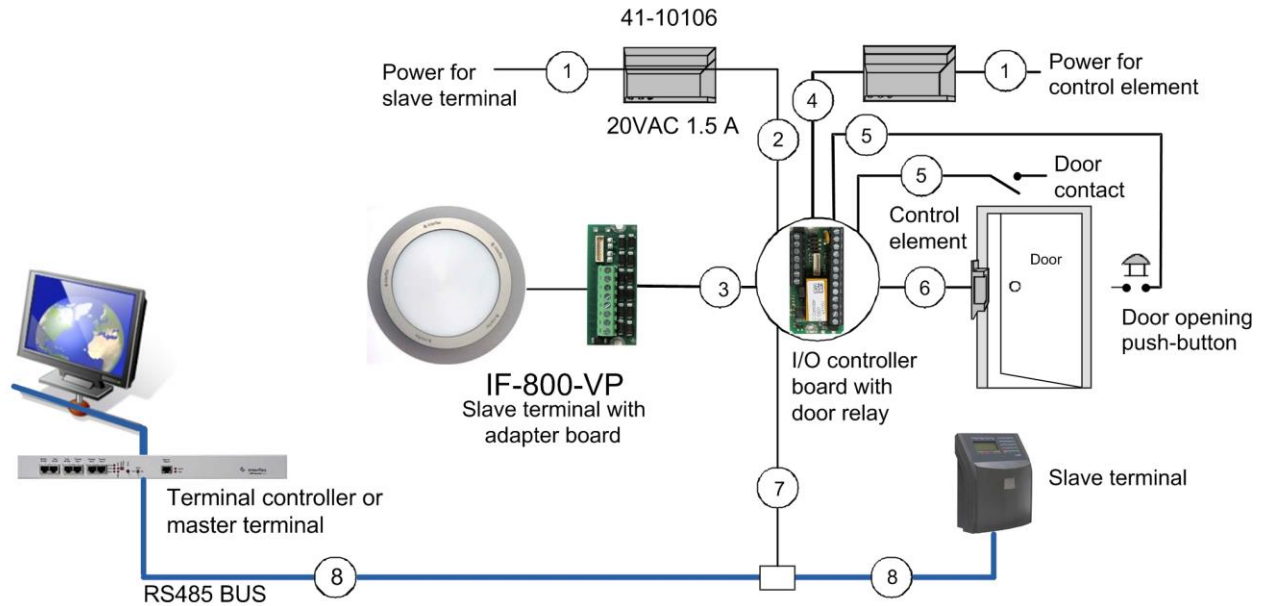 41-10106
Power for
slave terminal
1
20VAC 1.5 A
2
4
1
Power for
control element
5
5
Door
contact
Control
element
Door
3
6
Door opening
push-button
IF-800-VP
Slave terminal with
adapter board
I/O controller
board with
door relay
Terminal controller or
master terminal
7
Slave terminal
8
8
RS485 BUS